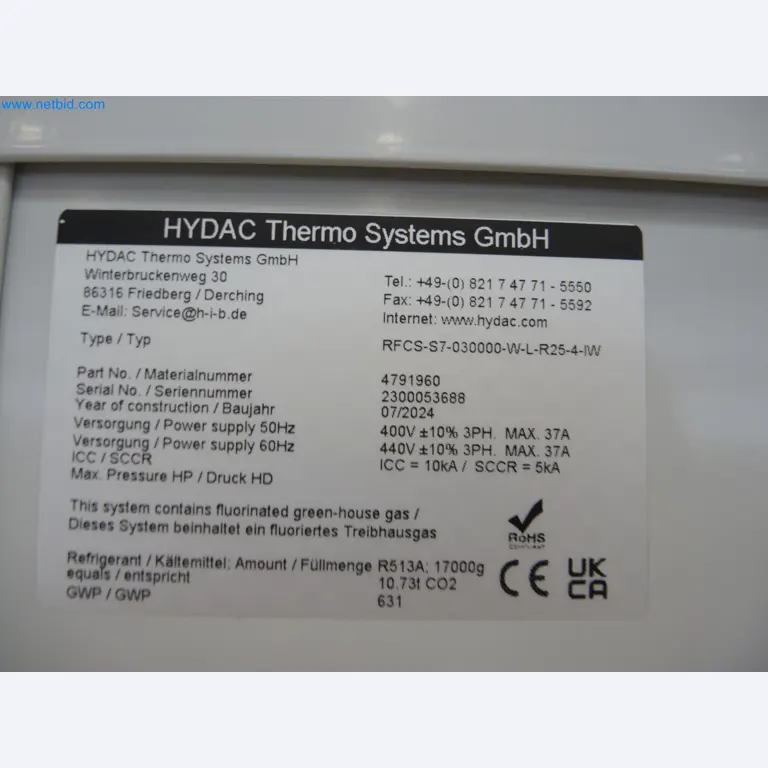 www.netbid.com
HYDAC Thermo Systems GmbH
HYDAC Thermo Systems GmbH
Winterbruckenweg 30
86316 Friedberg / Derching
E-Mail: Service@h-i-b.de
Tel.: +49-(0) 821 7 47 71 - 5550
Fax: +49-(0) 821 7 47 71 - 5592
Internet: www.hydac.com
Type / Typ RFCS-S7-030000-W-L-R25-4-IW
Part No. / Materialnummer 4791960
Serial No. / Seriennummer 2300053688
Year of construction / Baujahr 07/2024
Versorgung / Power supply 50Hz 400V ±10% 3PH. MAX. 37A
Versorgung / Power supply 60Hz 440V ±10% 3PH. MAX. 37A
ICC / SCCR ICC = 10kA / SCCR = 5kA
Max. Pressure HP / Druck HD
This system contains fluorinated green-house gas /
Dieses System beinhaltet ein fluoriertes Treibhausgas
RoHS
COMPLIANT
Refrigerant / Kältemittel: Amount / Füllmenge R513A; 17000g
equals / entspricht 10.73t CO2
GWP / GWP 631
CE
UK
CA